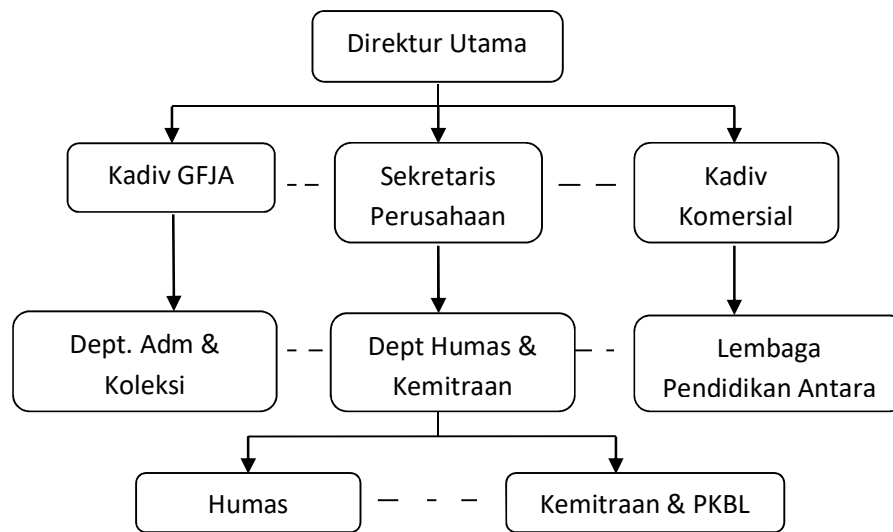 Direktur Utama
Kadiv GFJA
Sekretaris
Perusahaan
Kadiv
Komersial
Dept. Adm &
Koleksi
Dept Humas &
Kemitraan
Lembaga
Pendidikan Antara
Humas
Kemitraan & PKBL